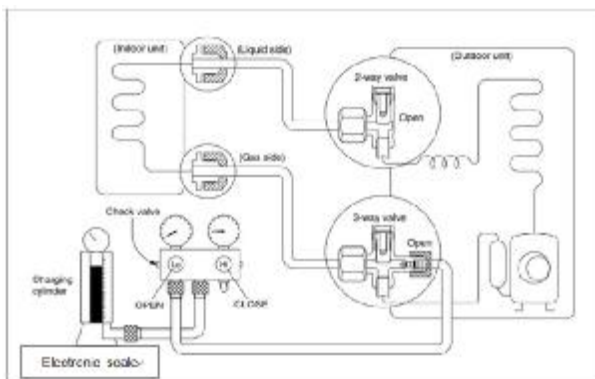 (Indoor unit)
(Liquid side)
2-way valve
(Outdoor unit)
Open
(Gas side)
3-way valve
Open
Check valve
Lo
Hi
Charging
cylinder
OPEN
CLOSE
Electronic scale